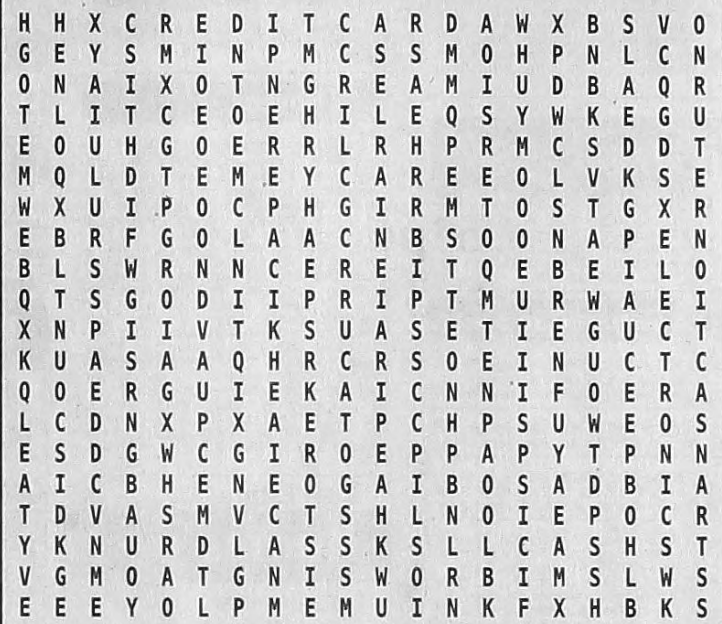 H H X C R E D I T C A R D A W X B S V O
G E Y S M I N P M C S S M O H P N L C N
O N A I X O T N G R E A M I U D B A Q R
T L I T C E O E H I L E Q S Y W K E G U
E O U H G O E R R L R H P R M C S D D T
M Q L D T E M E Y C A R E E O L V K S E
W X U I P O C P H G I R M T O S T G X R
E B R F G O L A A C N B S O O N A P E N
B L S W R N N C E R E I T Q E B E I L O
Q T S G O D I I P R I P T M U R W A E I
X N P I I V T K S U A S E T I E G U C T
K U A S A A Q H R C R S O E I N U C T C
Q O E R G U I E K A I C N N I F O E R A
L C D N X P X A E T P C H P S U W E O S
E S D G W C G I R O E P P A P Y T P N N
A I C B H E N E O G A I B O S A D B I A
T D V A S M V C T S H L N O I E P O C R
Y K N U R D L A S S K S L L C A S H S T
V G M O A T G N I S W O R B I M S L W S
E E E Y O L P M E M U I N K F X H B K S